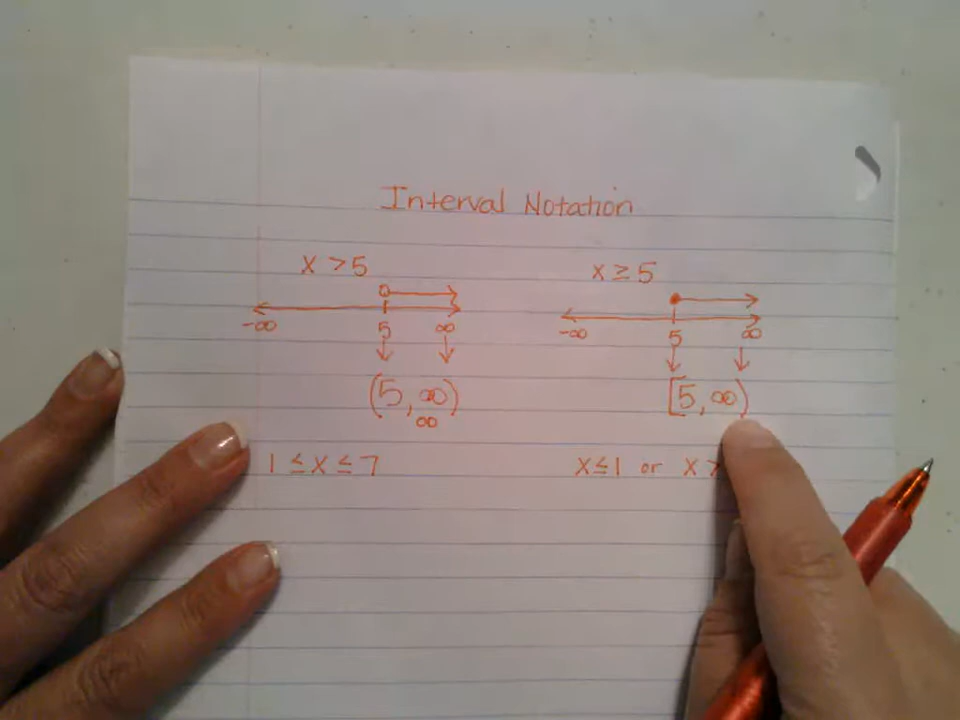 Interval Notation
x > 5
x ≥ 5
-∞ 5 ∞
-∞ 5 ∞
(5, ∞)
[5, ∞)
∞
1 ≤ x ≤ 7
x ≤ 1 or x >